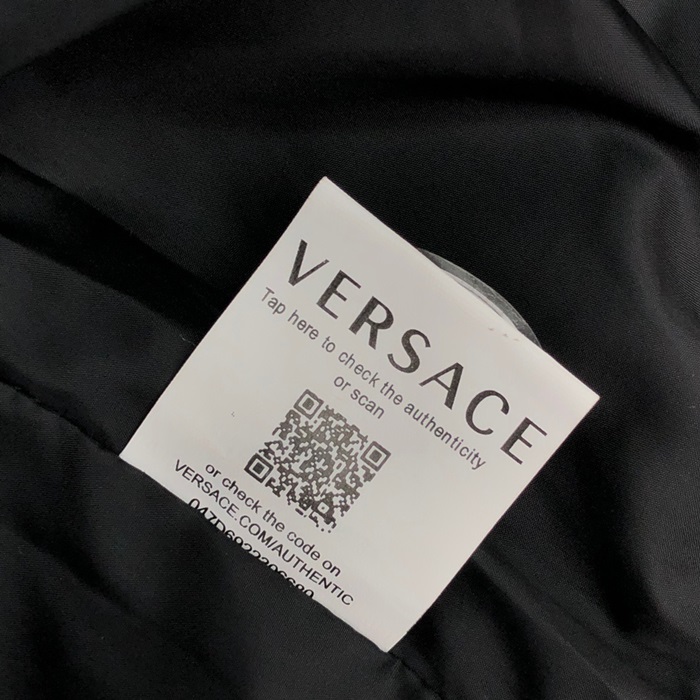 VERSACE
Tap here to check the authenticity
or scan
or check the code on
VERSACE.COM/AUTHENTIC